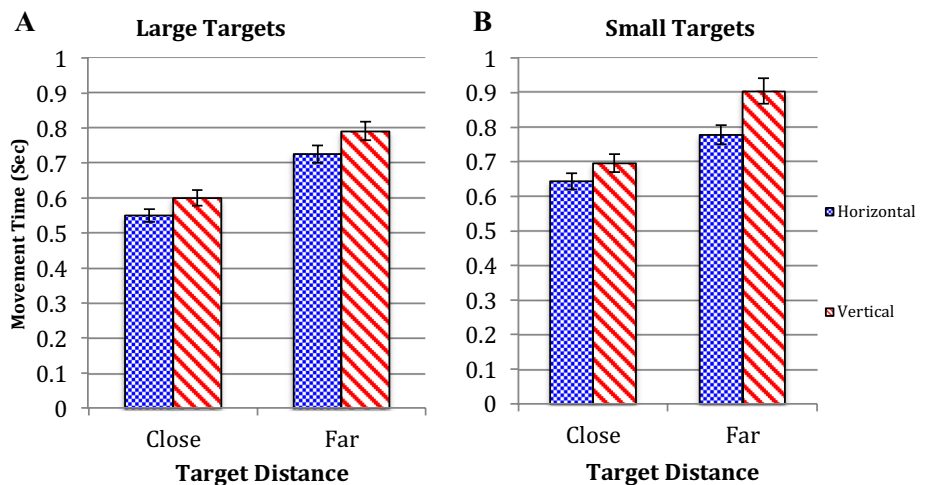 A
Large Targets
Movement Time (Sec)
1
0.9
0.8
0.7
0.6
0.5
0.4
0.3
0.2
0.1
0
Close Far
Target Distance
B
Small Targets
1
0.9
0.8
0.7
0.6
0.5
0.4
0.3
0.2
0.1
0
Close Far
Target Distance
Horizontal
Vertical